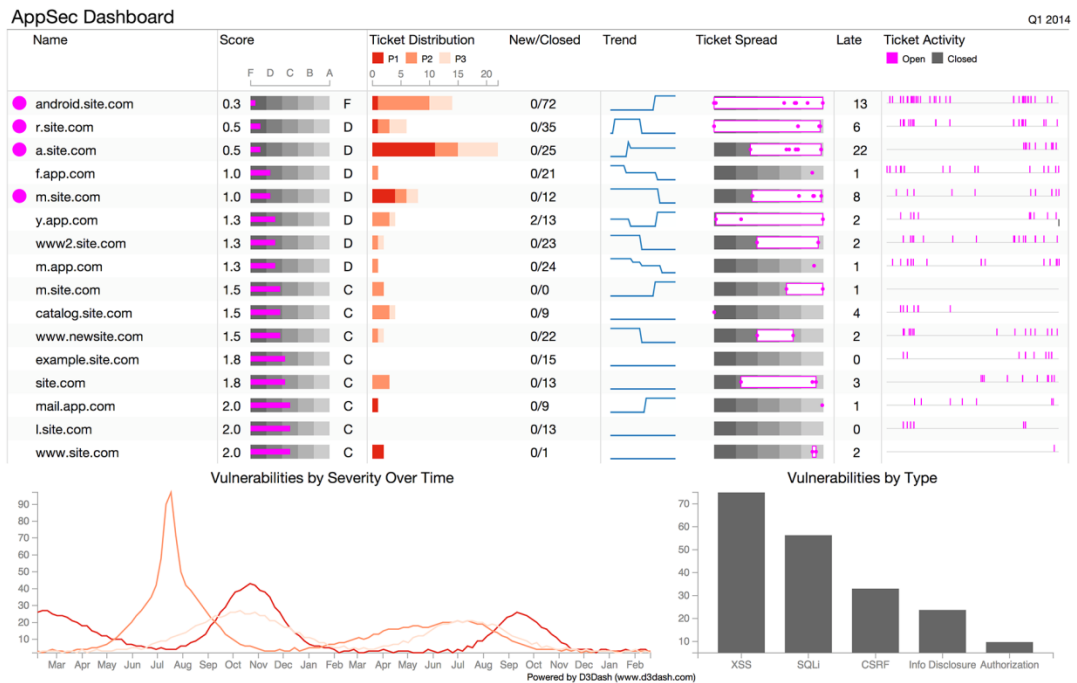 AppSec Dashboard
Q1 2014
Name Score Ticket Distribution New/Closed Trend Ticket Spread Late Ticket Activity
P1 P2 P3 Open Closed
F D C B A 0 5 10 15 20
android.site.com 0.3 F 0/72 13
r.site.com 0.5 D 0/35 6
a.site.com 0.5 D 0/25 22
f.app.com 1.0 D 0/21 1
m.site.com 1.0 D 0/12 8
y.app.com 1.3 D 2/13 2
www2.site.com 1.3 D 0/23 2
m.app.com 1.3 D 0/24 1
m.site.com 1.5 C 0/0 1
catalog.site.com 1.5 C 0/9 4
www.newsite.com 1.5 C 0/22 2
example.site.com 1.8 C 0/15 0
site.com 1.8 C 0/13 3
mail.app.com 2.0 C 0/9 1
l.site.com 2.0 C 0/13 0
www.site.com 2.0 C 0/1 2
Vulnerabilities by Severity Over Time
90
80
70
60
50
40
30
20
10
Mar Apr May Jun Jul Aug Sep Oct Nov Dec Jan Feb Mar Apr May Jun Jul Aug Sep Oct Nov Dec Jan Feb
Vulnerabilities by Type
70
60
50
40
30
20
10
XSS SQLi CSRF Info Disclosure Authorization
Powered by D3Dash (www.d3dash.com)